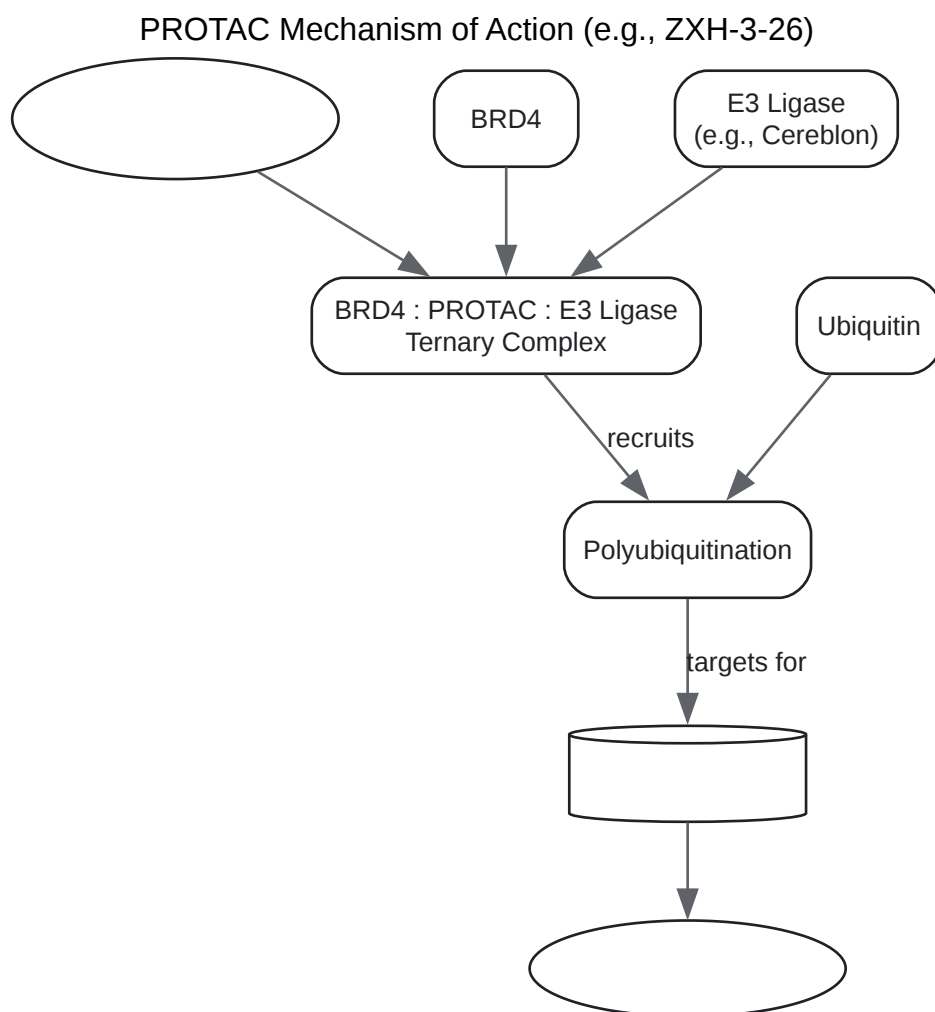 PROTAC Mechanism of Action (e.g., ZXH-3-26)
BRD4
E3 Ligase
(e.g., Cereblon)
BRD4 : PROTAC : E3 Ligase
Ternary Complex
Ubiquitin
recruits
Polyubiquitination
targets for